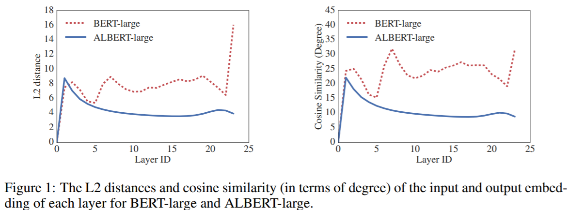 18
16
14
12
10
8
6
4
2
0
L2 distance
BERT-large
ALBERT-large
0 5 10 15 20 25
Layer ID
45
40
35
30
25
20
15
10
5
0
Cosine Similarity (Degree)
BERT-large
ALBERT-large
0 5 10 15 20 25
Layer ID
Figure 1: The L2 distances and cosine similarity (in terms of degree) of the input and output embed-
ding of each layer for BERT-large and ALBERT-large.